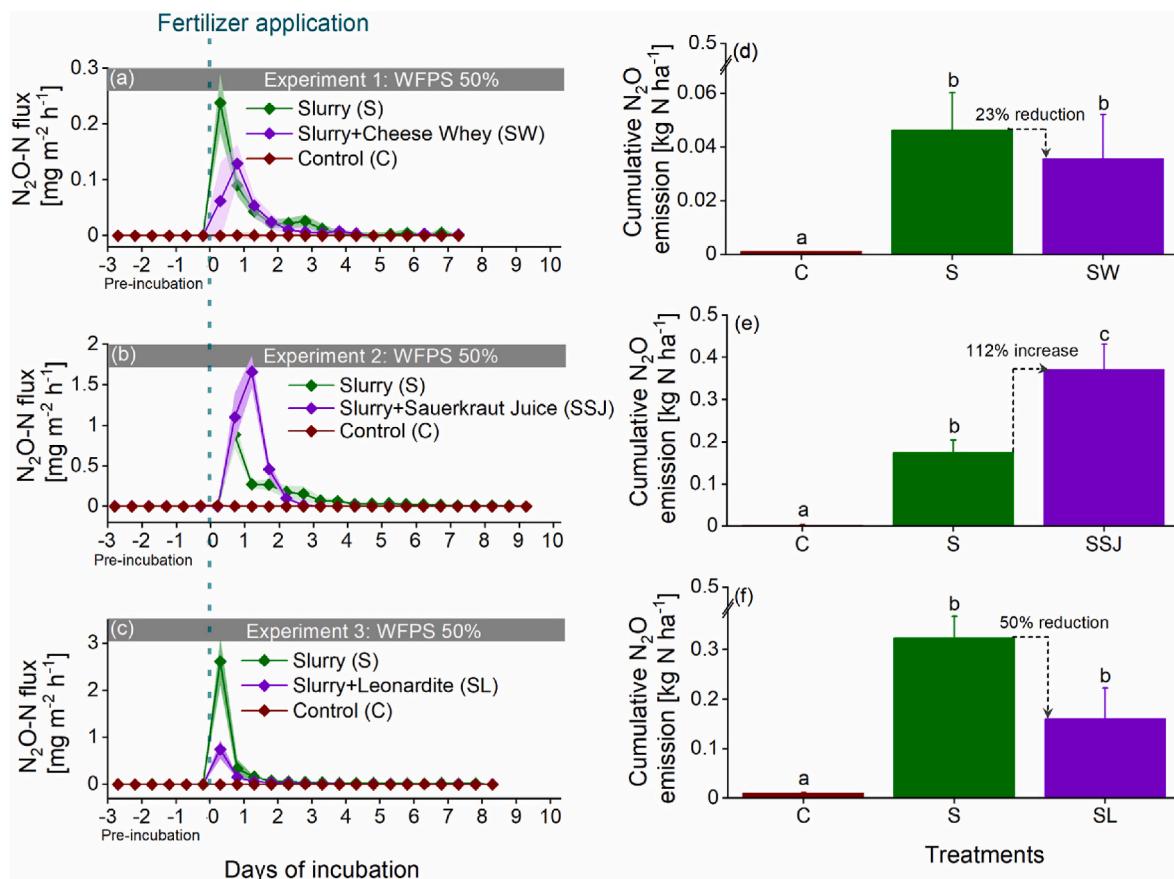 Fertilizer application
N₂O-N flux
[mg m⁻² h⁻¹]
0.3
0.2
0.1
0
(a) Experiment 1: WFPS 50%
Slurry (S)
Slurry+Cheese Whey (SW)
Control (C)
-3 -2 -1 0 1 2 3 4 5 6 7 8 9 10
Pre-incubation
Cumulative N₂O
emission [kg N ha⁻¹]
0.5
0.06
0.04
0.02
0
(d)
a
b
23% reduction
b
C S SW
N₂O-N flux
[mg m⁻² h⁻¹]
2
1.5
1
0.5
0
(b) Experiment 2: WFPS 50%
Slurry (S)
Slurry+Sauerkraut Juice (SSJ)
Control (C)
-3 -2 -1 0 1 2 3 4 5 6 7 8 9 10
Pre-incubation
Cumulative N₂O
emission [kg N ha⁻¹]
0.5
0.4
0.3
0.2
0.1
0
(e)
a
b
112% increase
c
C S SSJ
N₂O-N flux
[mg m⁻² h⁻¹]
3
2
1
0
(c) Experiment 3: WFPS 50%
Slurry (S)
Slurry+Leonardite (SL)
Control (C)
-3 -2 -1 0 1 2 3 4 5 6 7 8 9 10
Pre-incubation
Days of incubation
Cumulative N₂O
emission [kg N ha⁻¹]
0.5
0.3
0.2
0.1
0
(f)
a
b
50% reduction
b
C S SL
Treatments